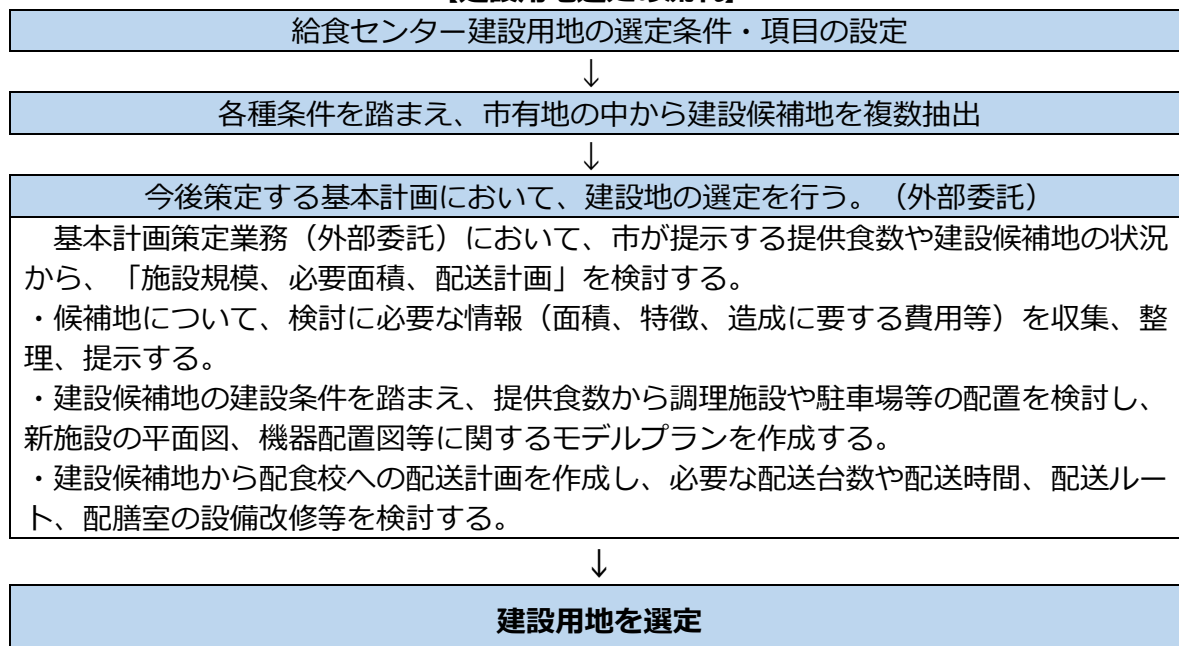 給食センター建設用地の選定条件・項目の設定
↓
各種条件を踏まえ、市有地の中から建設候補地を複数抽出
↓
今後策定する基本計画において、建設地の選定を行う。（外部委託）
基本計画策定業務（外部委託）において、市が提示する提供食数や建設候補地の状況
から、「施設規模、必要面積、配送計画」を検討する。
・候補地について、検討に必要な情報（面積、特徴、造成に要する費用等）を収集、整
理、提示する。
・建設候補地の建設条件を踏まえ、提供食数から調理施設や駐車場等の配置を検討し、
新施設の平面図、機器配置図等に関するモデルプランを作成する。
・建設候補地から配食校への配送計画を作成し、必要な配送台数や配送時間、配送ルー
ト、配膳室の設備改修等を検討する。
↓
建設用地を選定